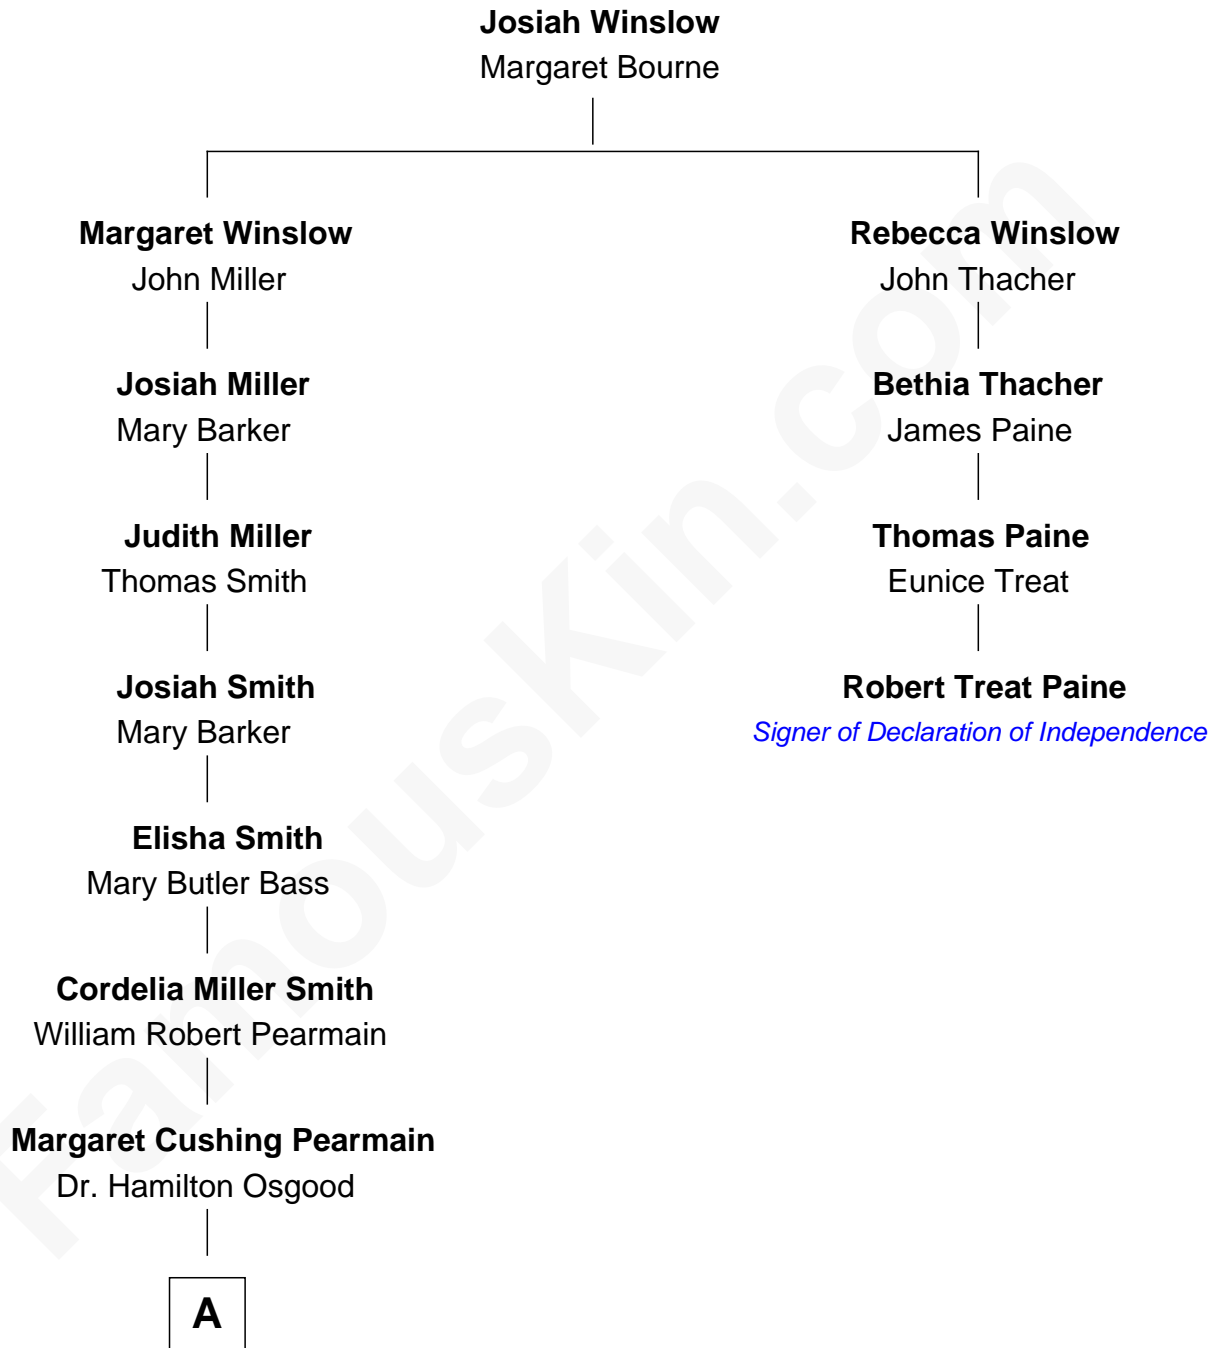 Josiah Winslow
Margaret Bourne
Margaret Winslow
John Miller
Rebecca Winslow
John Thacher
Josiah Miller
Mary Barker
Bethia Thacher
James Paine
Judith Miller
Thomas Smith
Thomas Paine
Eunice Treat
Josiah Smith
Mary Barker
Robert Treat Paine
Signer of Declaration of Independence
Elisha Smith
Mary Butler Bass
Cordelia Miller Smith
William Robert Pearmain
Margaret Cushing Pearmain
Dr. Hamilton Osgood
A
FamousKin.com